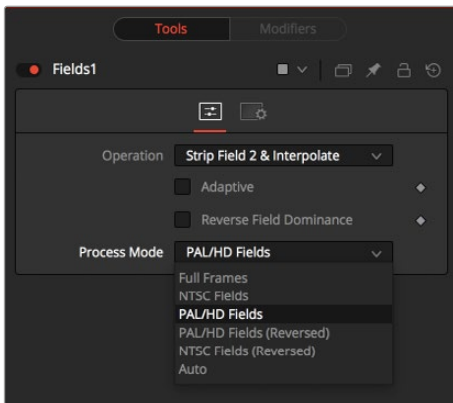 Tools Modifiers
Fields1
Operation Strip Field 2 & Interpolate
Adaptive
Reverse Field Dominance
Process Mode PAL/HD Fields
Full Frames
NTSC Fields
PAL/HD Fields
PAL/HD Fields (Reversed)
NTSC Fields (Reversed)
Auto